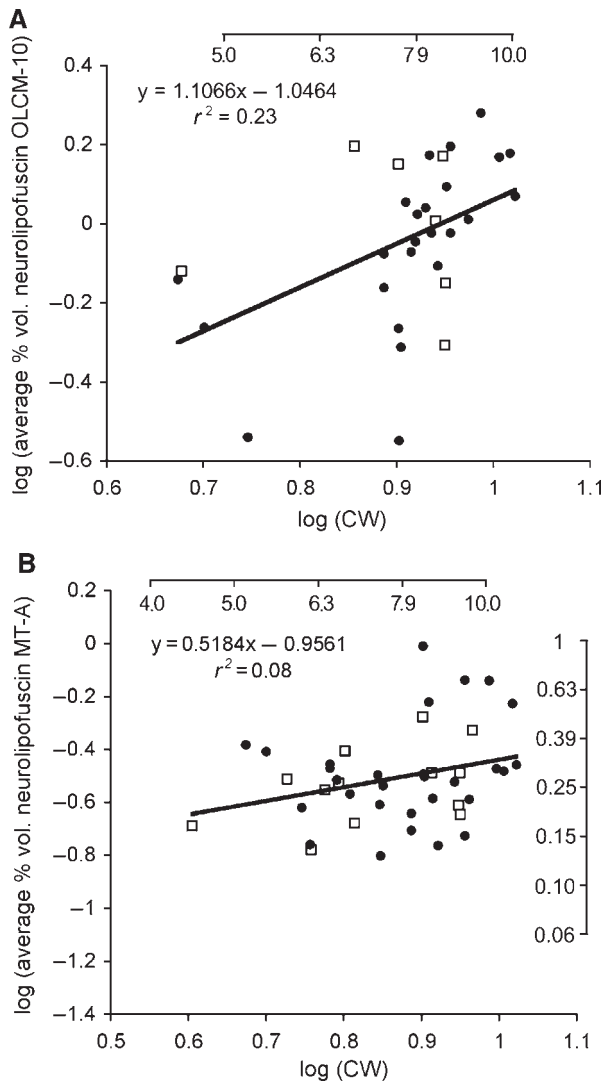 A
5.0 6.3 7.9 10.0
y = 1.1066x – 1.0464
r² = 0.23
log (average % vol. neurolipofuscin OLCM-10)
0.4
0.2
0
–0.2
–0.4
–0.6
0.6 0.7 0.8 0.9 1 1.1
log (CW)
B
4.0 5.0 6.3 7.9 10.0
y = 0.5184x – 0.9561
r² = 0.08
log (average % vol. neurolipofuscin MT-A)
0.2
0
–0.2
–0.4
–0.6
–0.8
–1
–1.2
–1.4
1
0.63
0.39
0.25
0.15
0.10
0.06
0.5 0.6 0.7 0.8 0.9 1 1.1
log (CW)